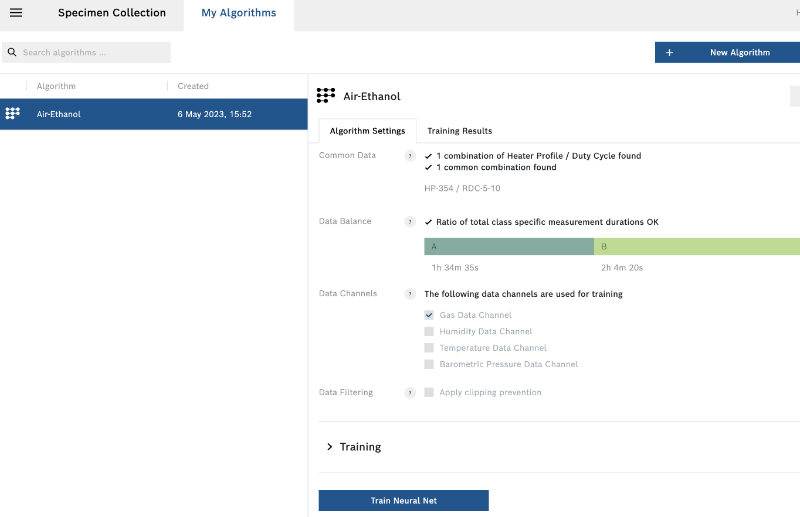 Specimen Collection
My Algorithms
Search algorithms ...
+ New Algorithm
Algorithm
Created
Air-Ethanol
6 May 2023, 15:52
Air-Ethanol
Algorithm Settings
Training Results
Common Data
?
1 combination of Heater Profile / Duty Cycle found
1 common combination found
HP-354 / RDC-5-10
Data Balance
?
Ratio of total class specific measurement durations OK
A
B
1h 34m 35s
2h 4m 20s
Data Channels
?
The following data channels are used for training
Gas Data Channel
Humidity Data Channel
Temperature Data Channel
Barometric Pressure Data Channel
Data Filtering
?
Apply clipping prevention
Training
Train Neural Net